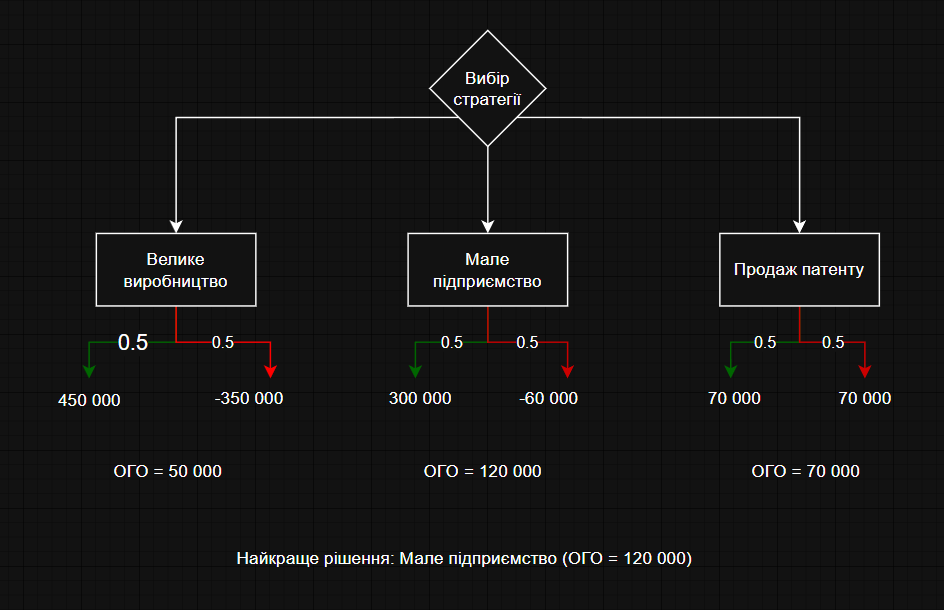 Вибір
стратегії
Велике
виробництво
Мале
підприємство
Продаж патенту
0.5
0.5
0.5
0.5
0.5
0.5
450 000
-350 000
300 000
-60 000
70 000
70 000
ОГО = 50 000
ОГО = 120 000
ОГО = 70 000
Найкраще рішення: Мале підприємство (ОГО = 120 000)